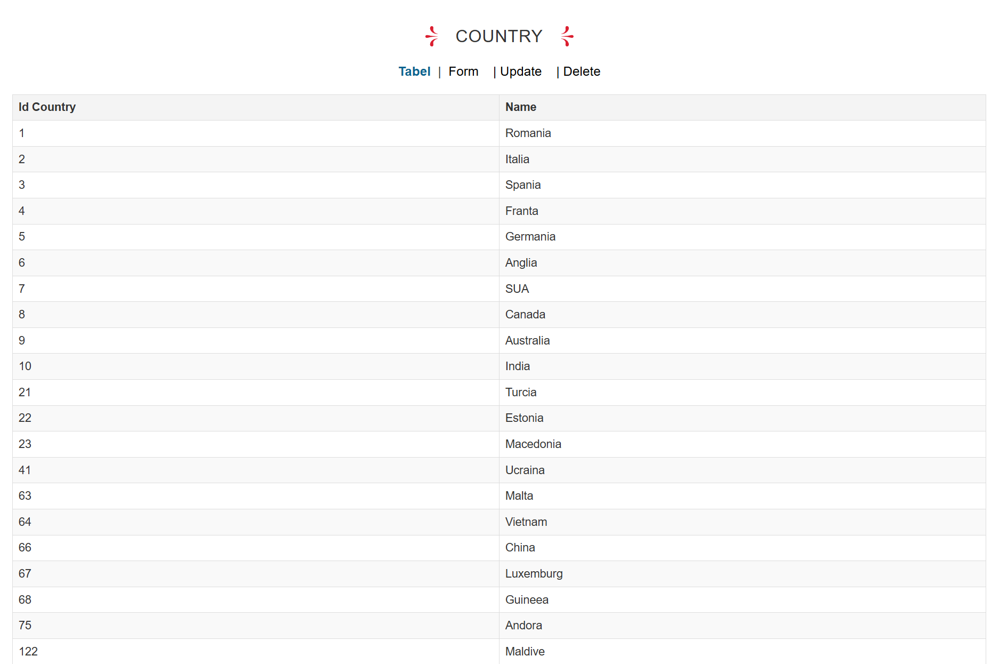 COUNTRY
Tabel | Form | Update | Delete
Id Country Name
1 Romania
2 Italia
3 Spania
4 Franta
5 Germania
6 Anglia
7 SUA
8 Canada
9 Australia
10 India
21 Turcia
22 Estonia
23 Macedonia
41 Ucraina
63 Malta
64 Vietnam
66 China
67 Luxemburg
68 Guineea
75 Andora
122 Maldive